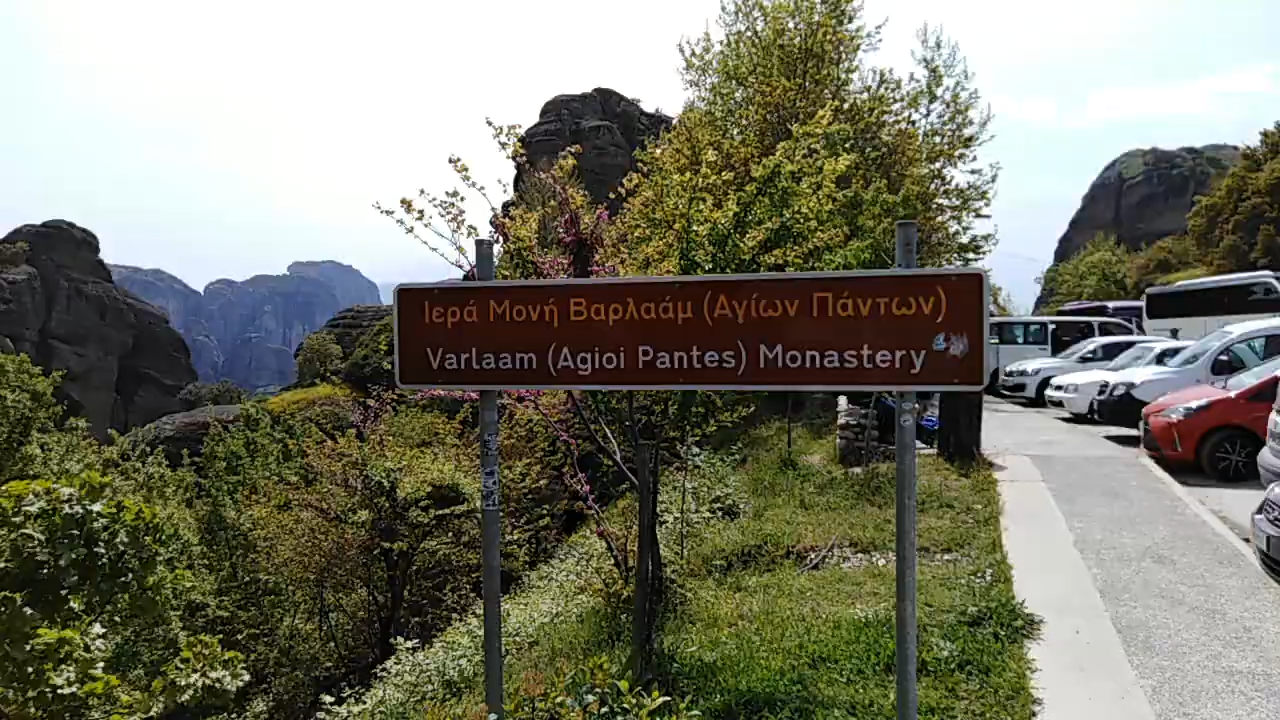 Ιερά Μονή Βαρλαάμ (Αγίων Πάντων)
Varlaam (Agioi Pantes) Monastery